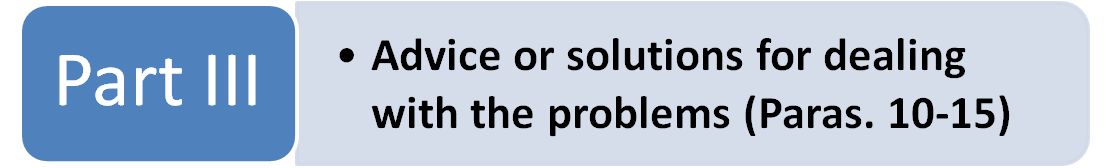 Part III
• Advice or solutions for dealing
with the problems (Paras. 10-15)